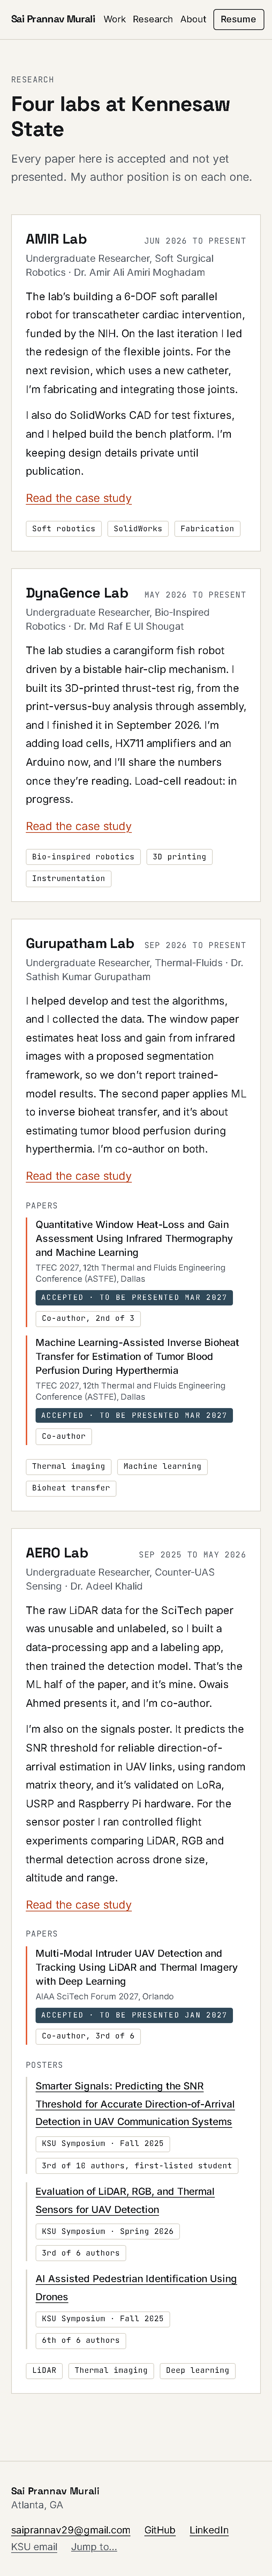 Sai Prannav Murali Work Research About Resume
RESEARCH
Four labs at Kennesaw
State
Every paper here is accepted and not yet
presented. My author position is on each one.
AMIR Lab JUN 2026 TO PRESENT
Undergraduate Researcher, Soft Surgical
Robotics · Dr. Amir Ali Amiri Moghadam
The lab's building a 6-DOF soft parallel
robot for transcatheter cardiac intervention,
funded by the NIH. On the last iteration I led
the redesign of the flexible joints. For the
next revision, which uses a new catheter,
I'm fabricating and integrating those joints.
I also do SolidWorks CAD for test fixtures,
and I helped build the bench platform. I'm
keeping design details private until
publication.
Read the case study
Soft robotics SolidWorks Fabrication
DynaGence Lab MAY 2026 TO PRESENT
Undergraduate Researcher, Bio-Inspired
Robotics · Dr. Md Raf E Ul Shougat
The lab studies a carangiform fish robot
driven by a bistable hair-clip mechanism. I
built its 3D-printed thrust-test rig, from the
print-versus-buy analysis through assembly,
and I finished it in September 2026. I'm
adding load cells, HX711 amplifiers and an
Arduino now, and I'll share the numbers
once they're reading. Load-cell readout: in
progress.
Read the case study
Bio-inspired robotics 3D printing
Instrumentation
Gurupatham Lab SEP 2026 TO PRESENT
Undergraduate Researcher, Thermal-Fluids · Dr.
Sathish Kumar Gurupatham
I helped develop and test the algorithms,
and I collected the data. The window paper
estimates heat loss and gain from infrared
images with a proposed segmentation
framework, so we don't report trained-
model results. The second paper applies ML
to inverse bioheat transfer, and it's about
estimating tumor blood perfusion during
hyperthermia. I'm co-author on both.
Read the case study
PAPERS
Quantitative Window Heat-Loss and Gain
Assessment Using Infrared Thermography
and Machine Learning
TFEC 2027, 12th Thermal and Fluids Engineering
Conference (ASTFE), Dallas
ACCEPTED · TO BE PRESENTED MAR 2027
Co-author, 2nd of 3
Machine Learning-Assisted Inverse Bioheat
Transfer for Estimation of Tumor Blood
Perfusion During Hyperthermia
TFEC 2027, 12th Thermal and Fluids Engineering
Conference (ASTFE), Dallas
ACCEPTED · TO BE PRESENTED MAR 2027
Co-author
Thermal imaging Machine learning
Bioheat transfer
AERO Lab SEP 2025 TO MAY 2026
Undergraduate Researcher, Counter-UAS
Sensing · Dr. Adeel Khalid
The raw LiDAR data for the SciTech paper
was unusable and unlabeled, so I built a
data-processing app and a labeling app,
then trained the detection model. That's the
ML half of the paper, and it's mine. Owais
Ahmed presents it, and I'm co-author.
I'm also on the signals poster. It predicts the
SNR threshold for reliable direction-of-
arrival estimation in UAV links, using random
matrix theory, and it's validated on LoRa,
USRP and Raspberry Pi hardware. For the
sensor poster I ran controlled flight
experiments comparing LiDAR, RGB and
thermal detection across drone size,
altitude and range.
Read the case study
PAPERS
Multi-Modal Intruder UAV Detection and
Tracking Using LiDAR and Thermal Imagery
with Deep Learning
AIAA SciTech Forum 2027, Orlando
ACCEPTED · TO BE PRESENTED JAN 2027
Co-author, 3rd of 6
POSTERS
Smarter Signals: Predicting the SNR
Threshold for Accurate Direction-of-Arrival
Detection in UAV Communication Systems
KSU Symposium · Fall 2025
3rd of 10 authors, first-listed student
Evaluation of LiDAR, RGB, and Thermal
Sensors for UAV Detection
KSU Symposium · Spring 2026
3rd of 6 authors
AI Assisted Pedestrian Identification Using
Drones
KSU Symposium · Fall 2025
6th of 6 authors
LiDAR Thermal imaging Deep learning
Sai Prannav Murali
Atlanta, GA
saiprannav29@gmail.com GitHub LinkedIn
KSU email Jump to…